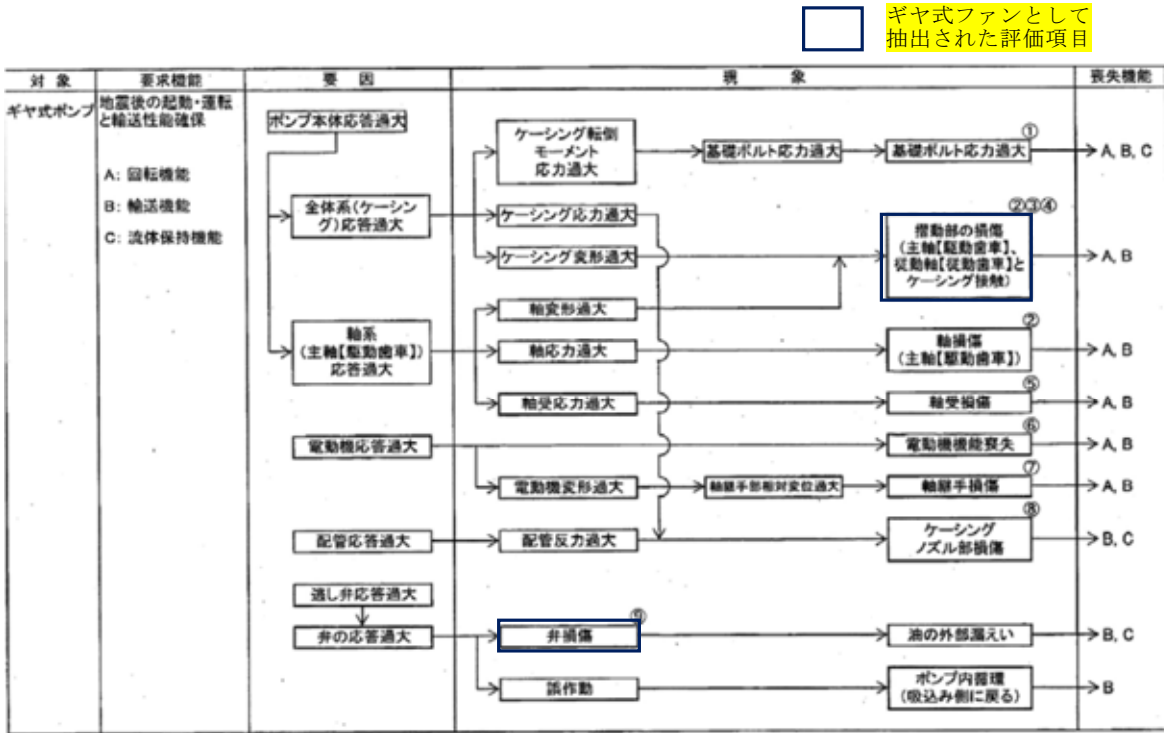 ギヤ式ファンとして
抽出された評価項目
対象
要求機能
要因
現象
喪失機能
ギヤ式ポンプ
地震後の起動・運転
と輸送性能確保
A: 回転機能
B: 輸送機能
C: 流体保持機能
ポンプ本体応答過大
全体系(ケーシン
グ)応答過大
ケーシング転倒
モーメント
応力過大
基礎ボルト応力過大
①
基礎ボルト応力過大
A, B, C
ケーシング応力過大
ケーシング変形過大
②③④
摺動部の損傷
(主軸【駆動歯車】、
従動軸【従動歯車】と
ケーシング接触)
A, B
軸系
(主軸【駆動歯車】)
応答過大
軸変形過大
軸応力過大
②
軸損傷
(主軸【駆動歯車】)
A, B
軸受応力過大
⑤
軸受損傷
A, B
電動機応答過大
⑥
電動機機能喪失
A, B
電動機変形過大
軸継手部相対変位過大
⑦
軸継手損傷
A, B
配管応答過大
配管反力過大
⑧
ケーシング
ノズル部損傷
B, C
逃し弁応答過大
弁の応答過大
⑨
弁損傷
油の外部漏えい
B, C
誤作動
ポンプ内循環
(吸込み側に戻る)
B